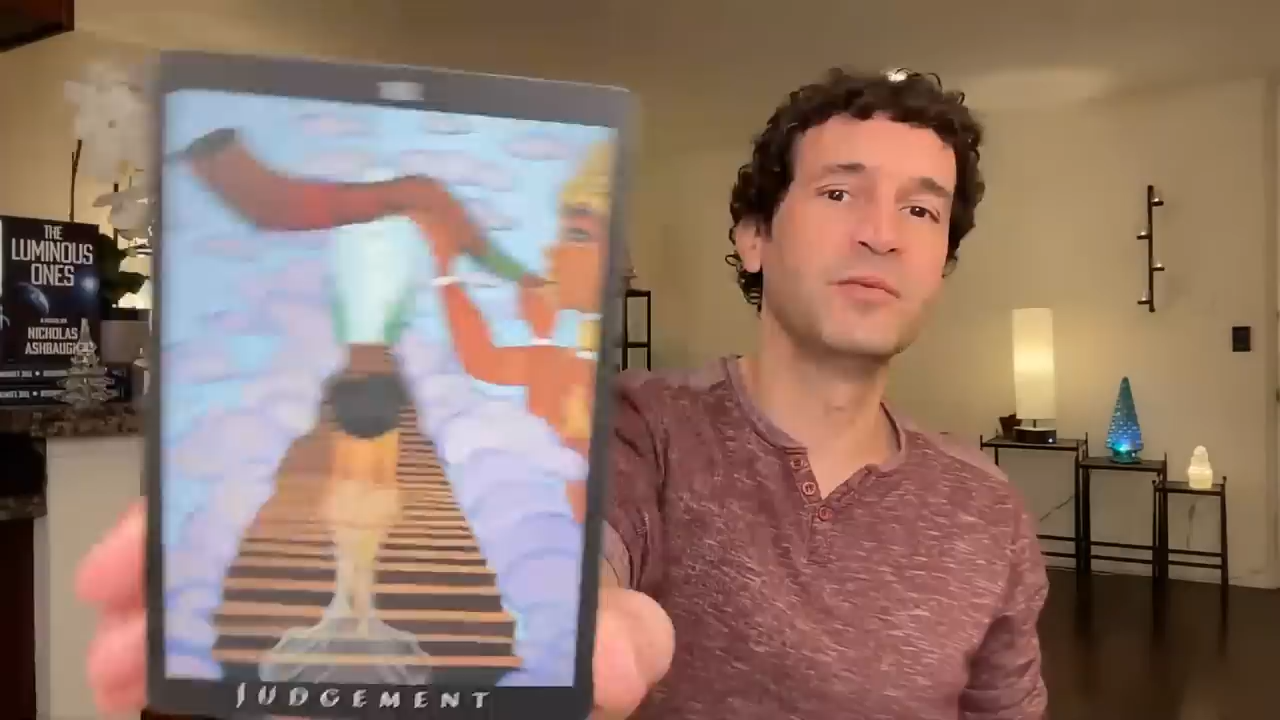 THE
LUMINOUS
ONES
NICHOLAS
ASHBAUGH
JUDGEMENT